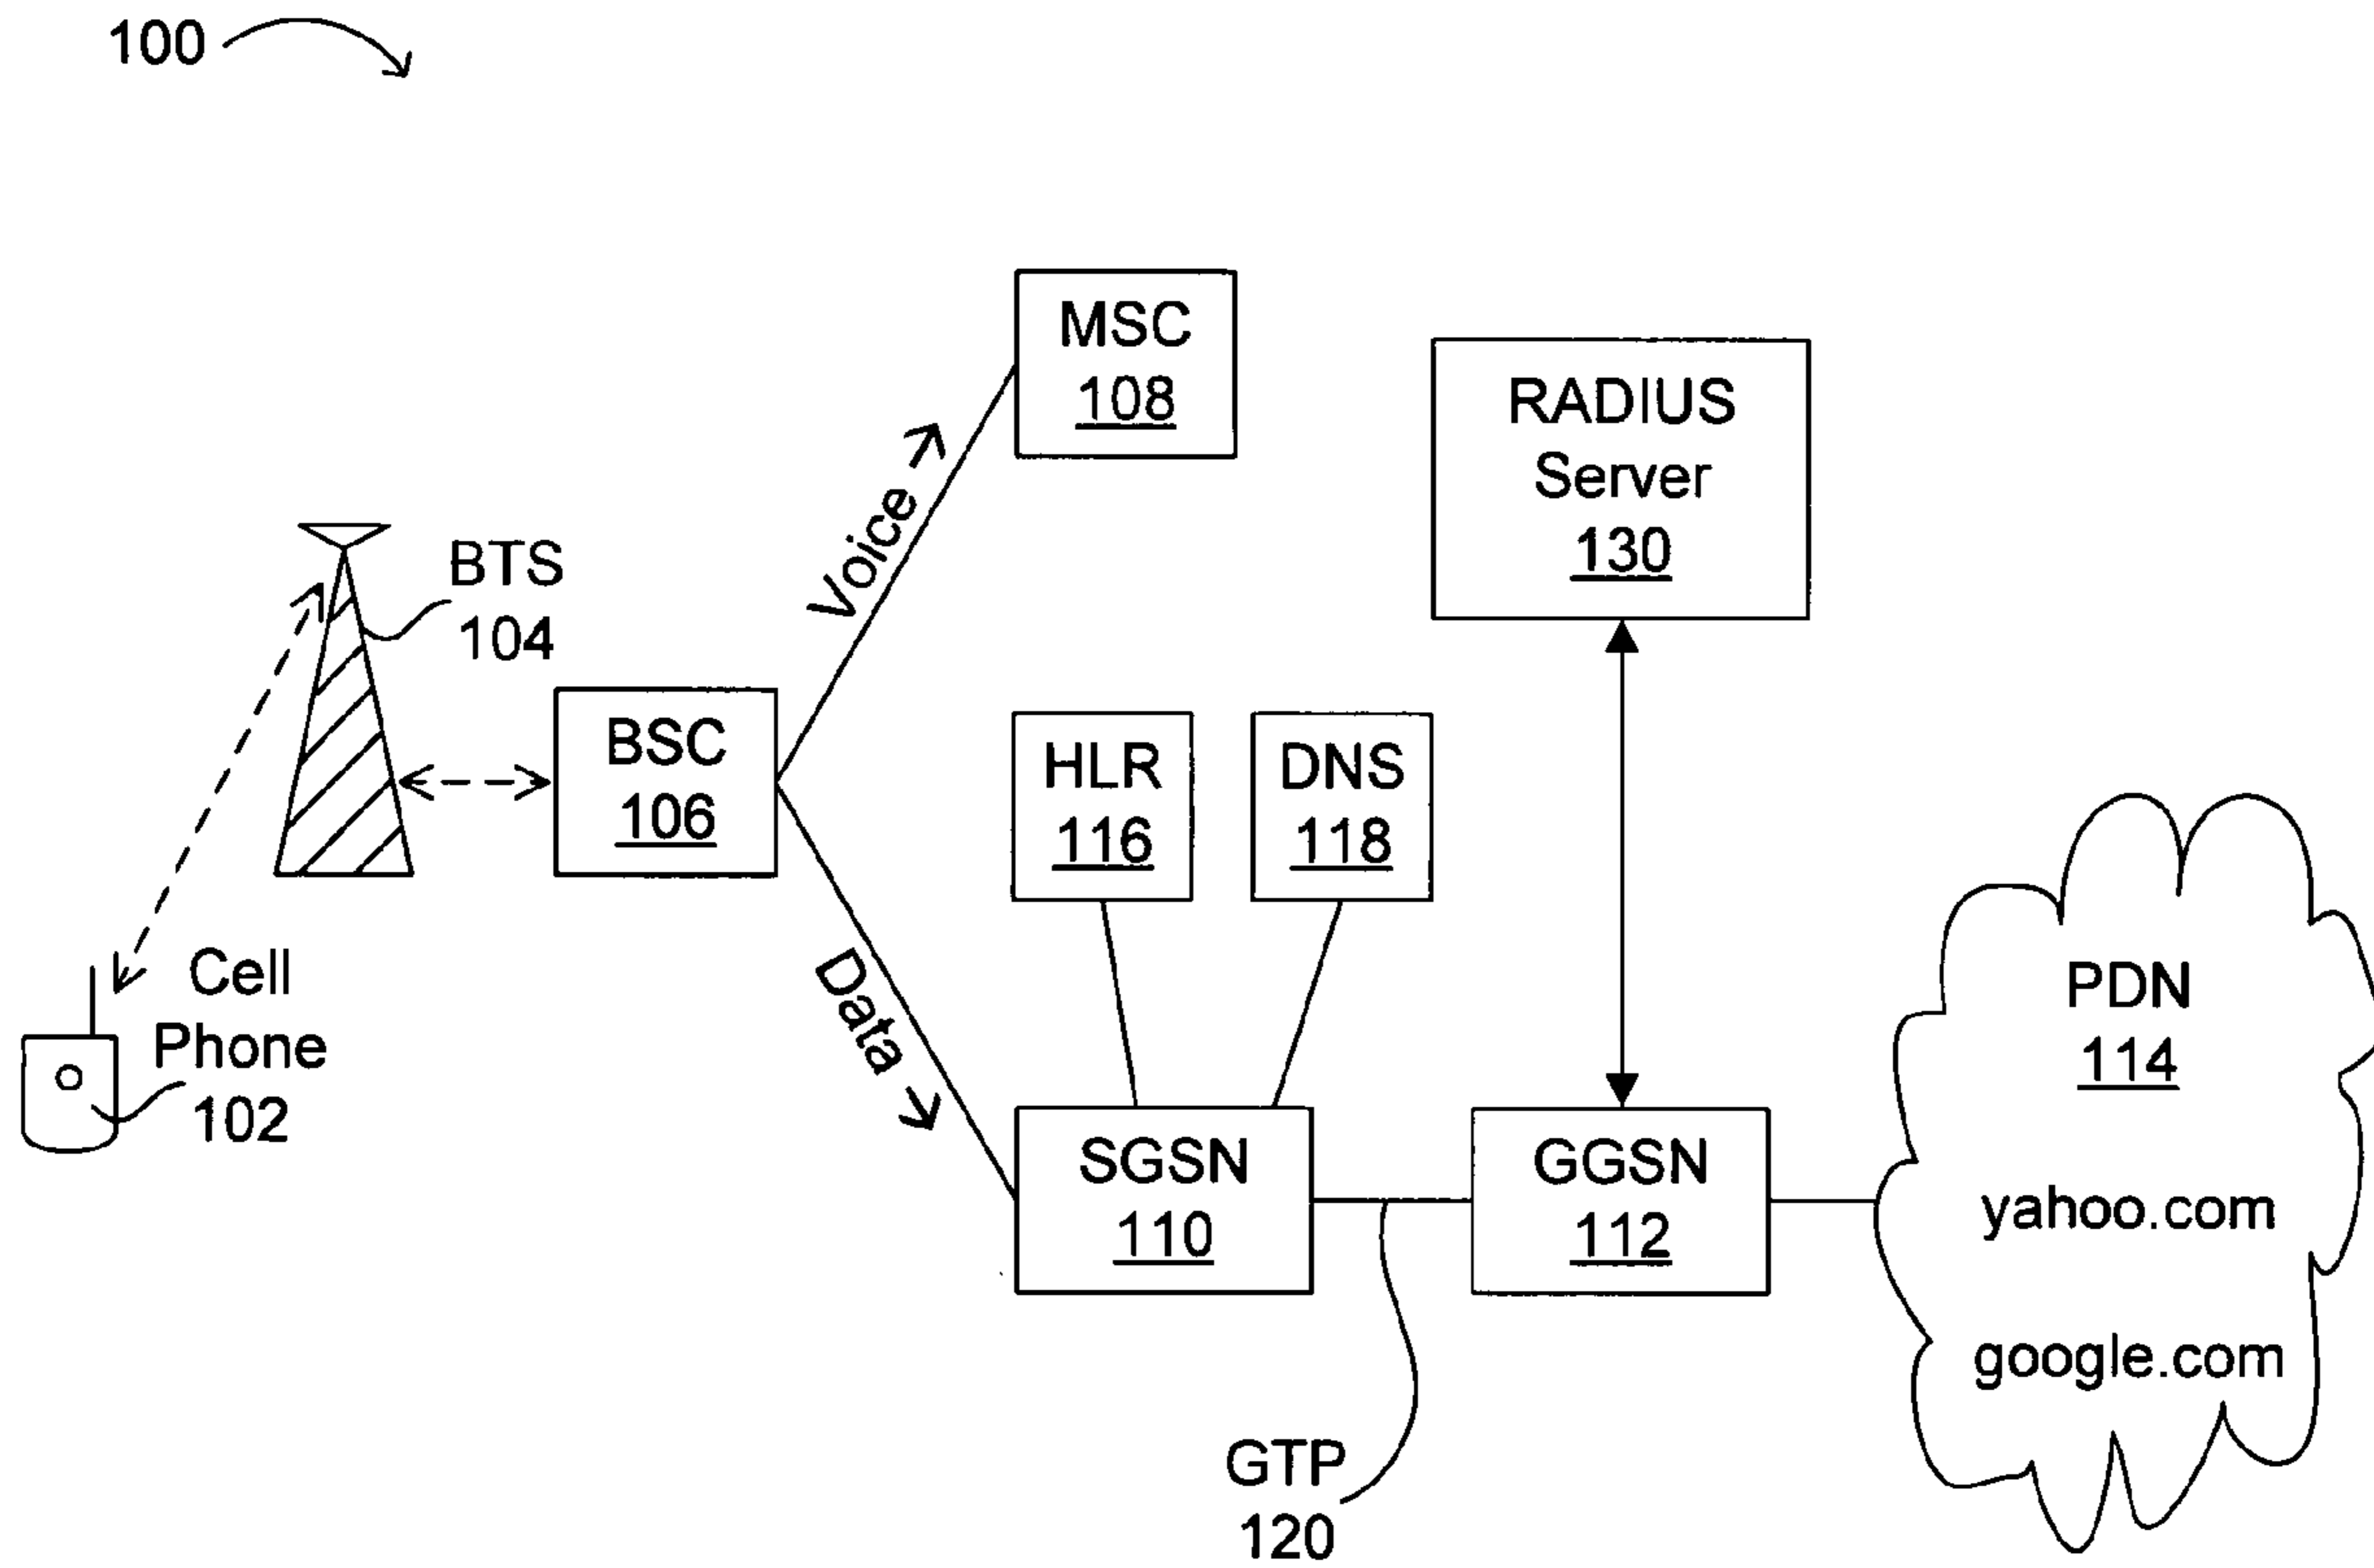 100
MSC
108
RADIUS
Server
130
Voice
BTS
104
BSC
106
HLR
116
DNS
118
Data
Cell
Phone
102
SGSN
110
GGSN
112
PDN
114
yahoo.com
google.com
GTP
120